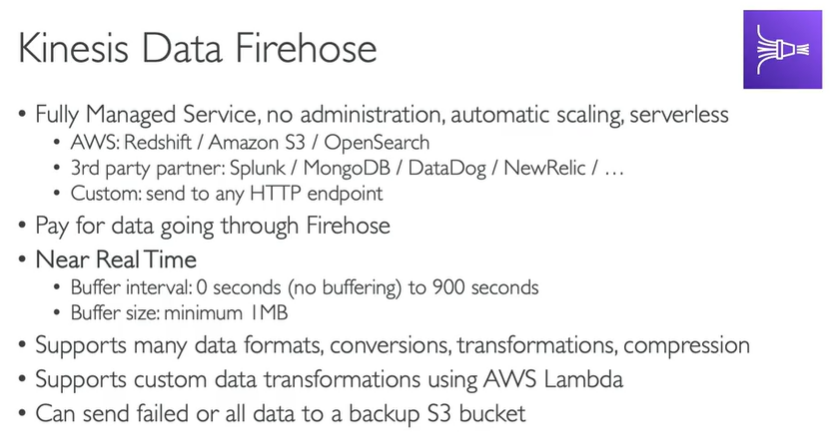 Kinesis Data Firehose
• Fully Managed Service, no administration, automatic scaling, serverless
• AWS: Redshift / Amazon S3 / OpenSearch
• 3rd party partner: Splunk / MongoDB / DataDog / NewRelic / …
• Custom: send to any HTTP endpoint
• Pay for data going through Firehose
• Near Real Time
• Buffer interval: 0 seconds (no buffering) to 900 seconds
• Buffer size: minimum 1MB
• Supports many data formats, conversions, transformations, compression
• Supports custom data transformations using AWS Lambda
• Can send failed or all data to a backup S3 bucket